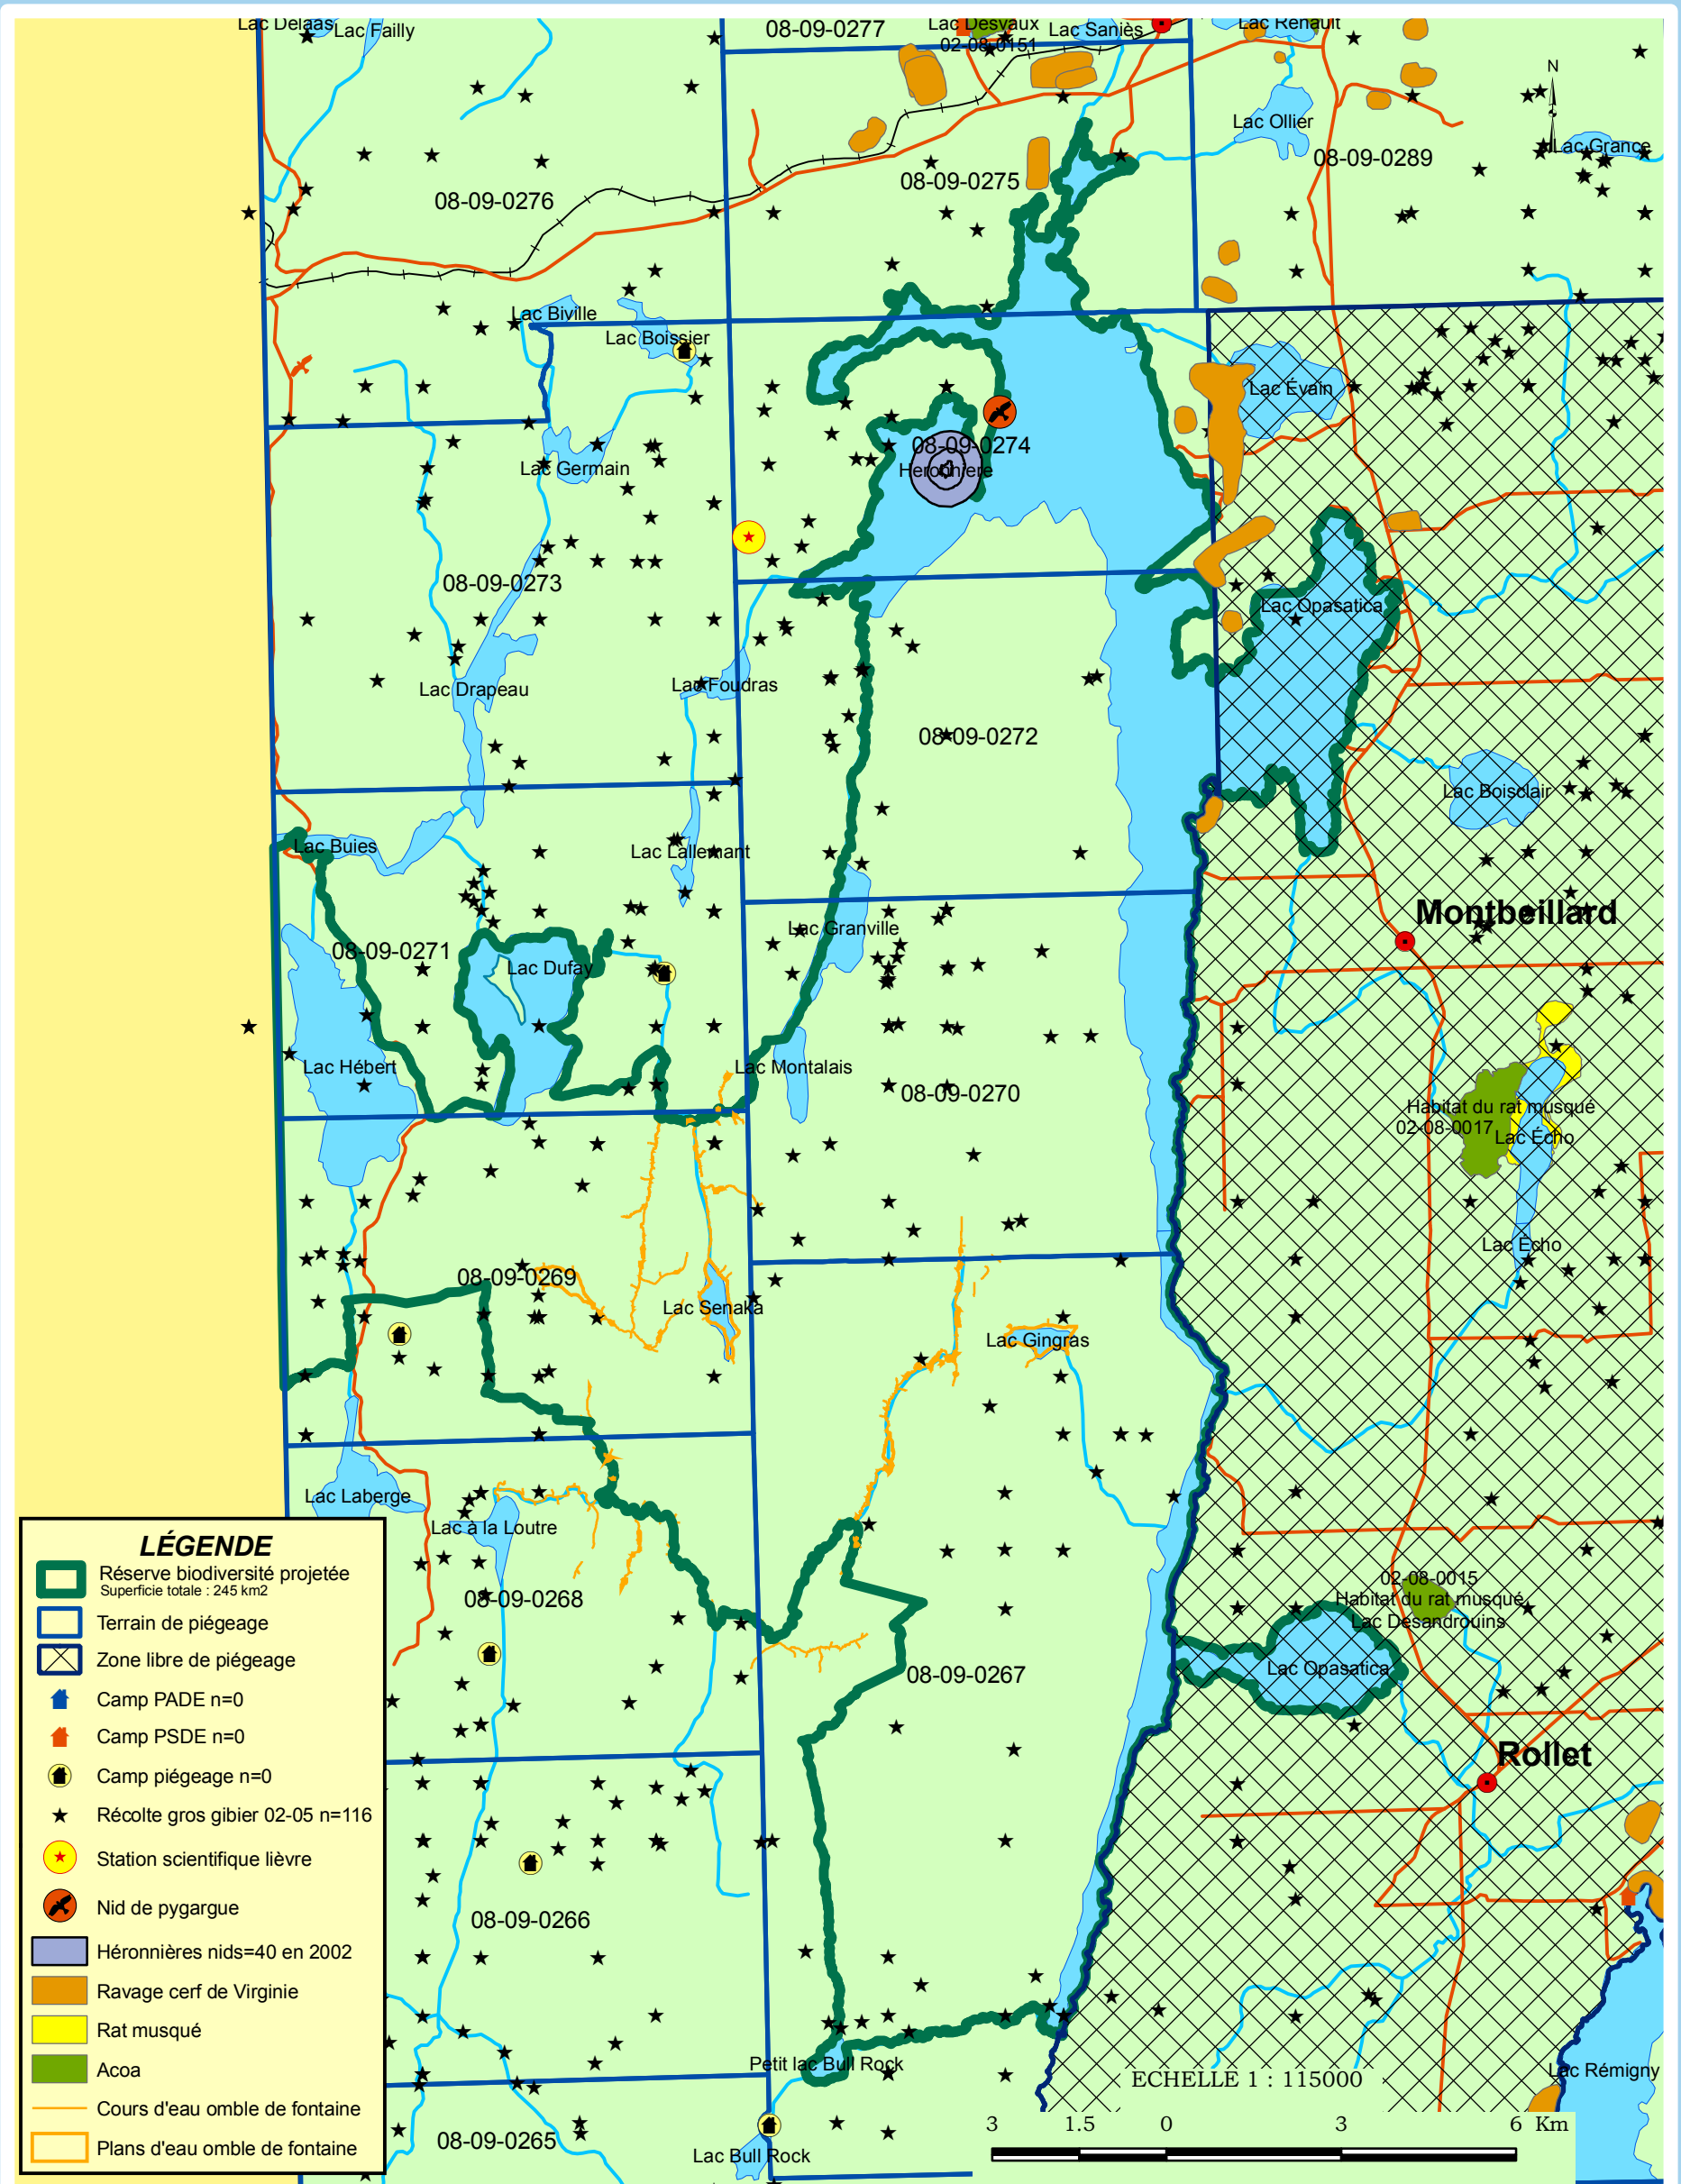 Lac Delaas
Lac Failly
08-09-0277
Lac Desvaux
02-08-0151
Lac Saniès
Lac Renault
N
Lac Ollier
08-09-0289
Lac Grance
08-09-0276
08-09-0275
Lac Biville
Lac Boissier
Lac Évain
08-09-0274
Heronniere
Lac Germain
08-09-0273
Lac Opasatica
Lac Drapeau
Lac Foudras
08-09-0272
Lac Boisclair
Lac Buies
Lac Lallemant
Montbeillard
Lac Granville
08-09-0271
Lac Dufay
Lac Hébert
Lac Montalais
08-09-0270
Habitat du rat musqué
02-08-0017
Lac Écho
Lac Écho
08-09-0269
Lac Senaka
Lac Gingras
Lac Laberge
Lac à la Loutre
08-09-0268
02-08-0015
Habitat du rat musqué
Lac Desandrouins
Lac Opasatica
08-09-0267
Rollet
08-09-0266
Petit lac Bull Rock
Lac Rémigny
08-09-0265
Lac Bull Rock
LÉGENDE
Réserve biodiversité projetée
Superficie totale : 245 km2
Terrain de piégeage
Zone libre de piégeage
Camp PADE n=0
Camp PSDE n=0
Camp piégeage n=0
Récolte gros gibier 02-05 n=116
Station scientifique lièvre
Nid de pygargue
Héronnières nids=40 en 2002
Ravage cerf de Virginie
Rat musqué
Acoa
Cours d'eau omble de fontaine
Plans d'eau omble de fontaine
ECHELLE 1 : 115000
3 1.5 0 3 6 Km